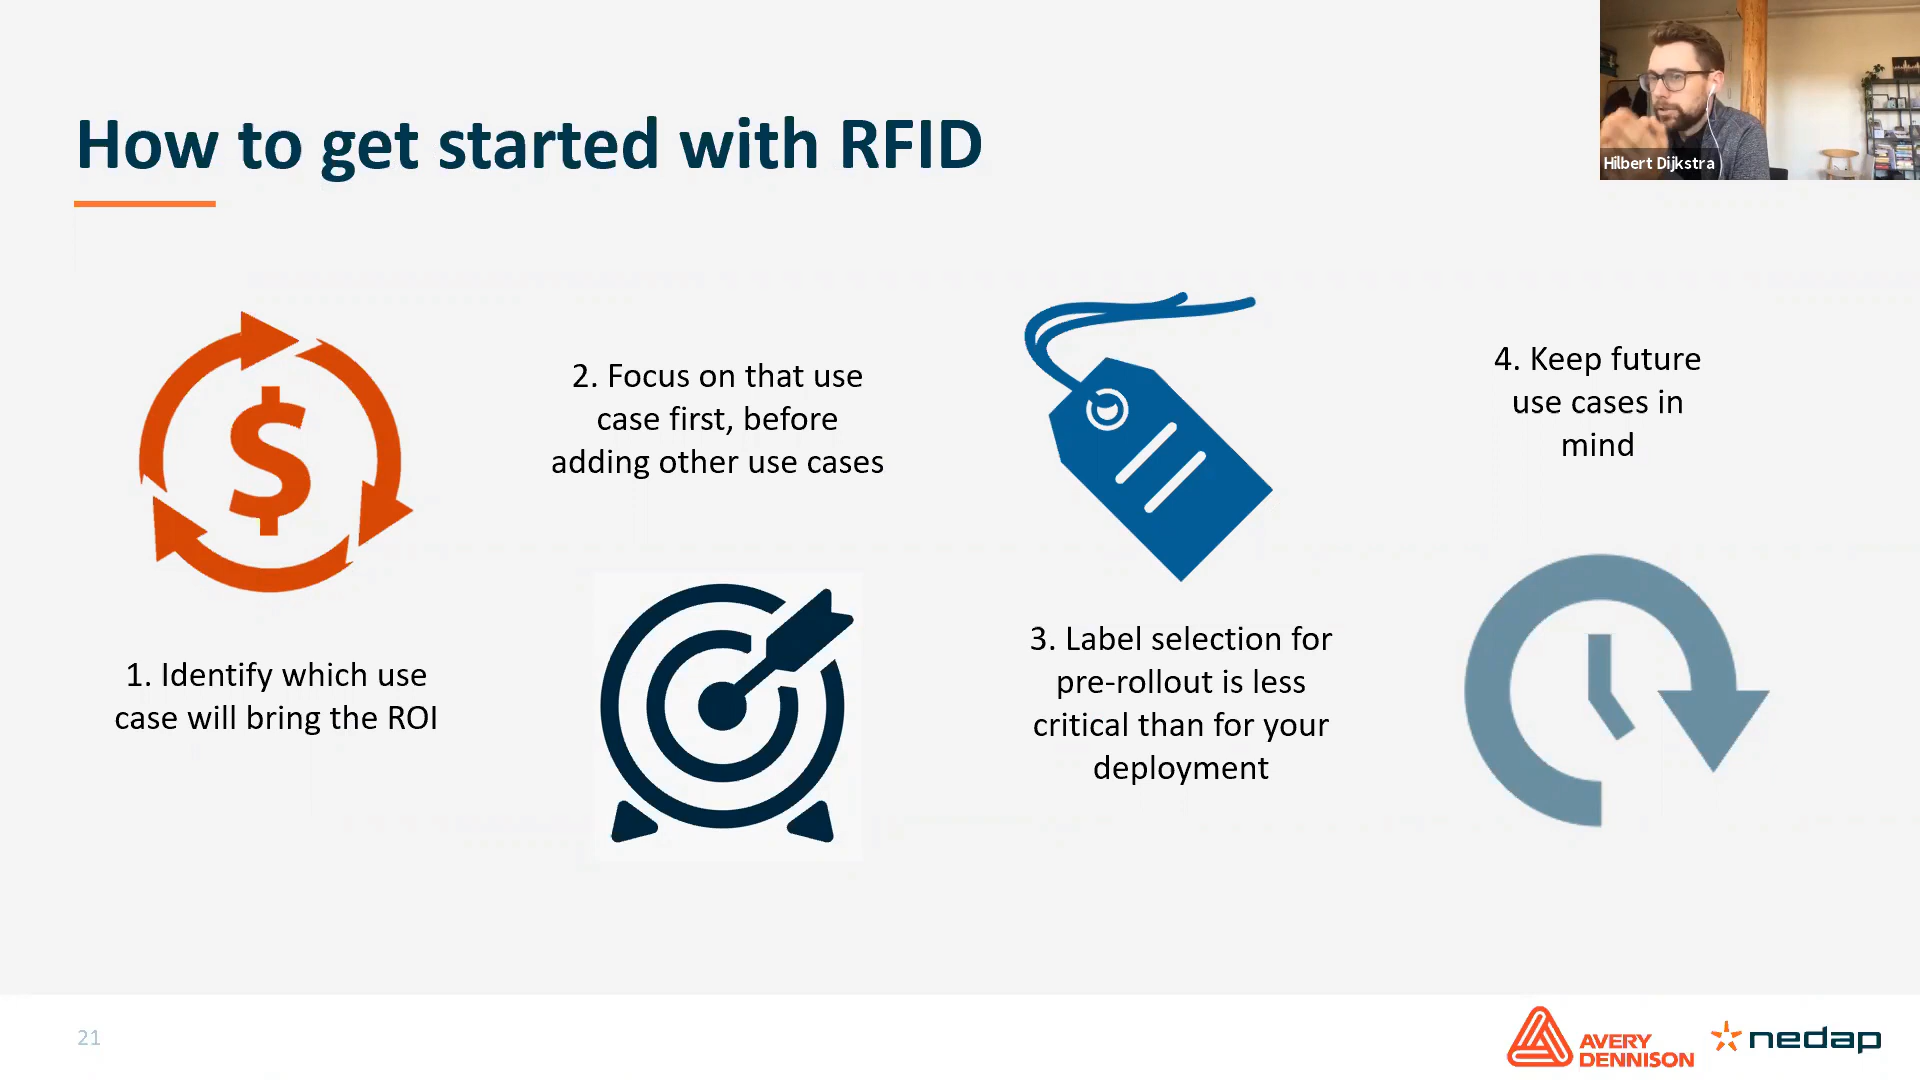 How to get started with RFID
Hilbert Dijkstra
1. Identify which use
case will bring the ROI
2. Focus on that use
case first, before
adding other use cases
3. Label selection for
pre-rollout is less
critical than for your
deployment
4. Keep future
use cases in
mind
21
AVERY
DENNISON
nedap